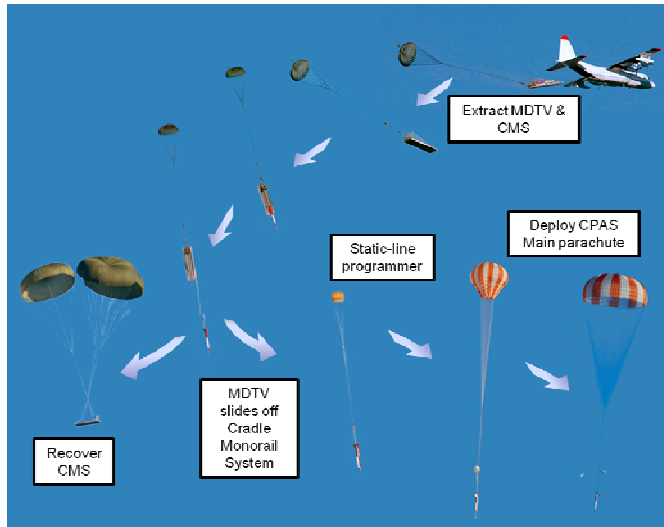 Extract MDTV &
CMS
Deploy CPAS
Main parachute
Static-line
programmer
MDTV
slides off
Cradle
Monorail
System
Recover
CMS